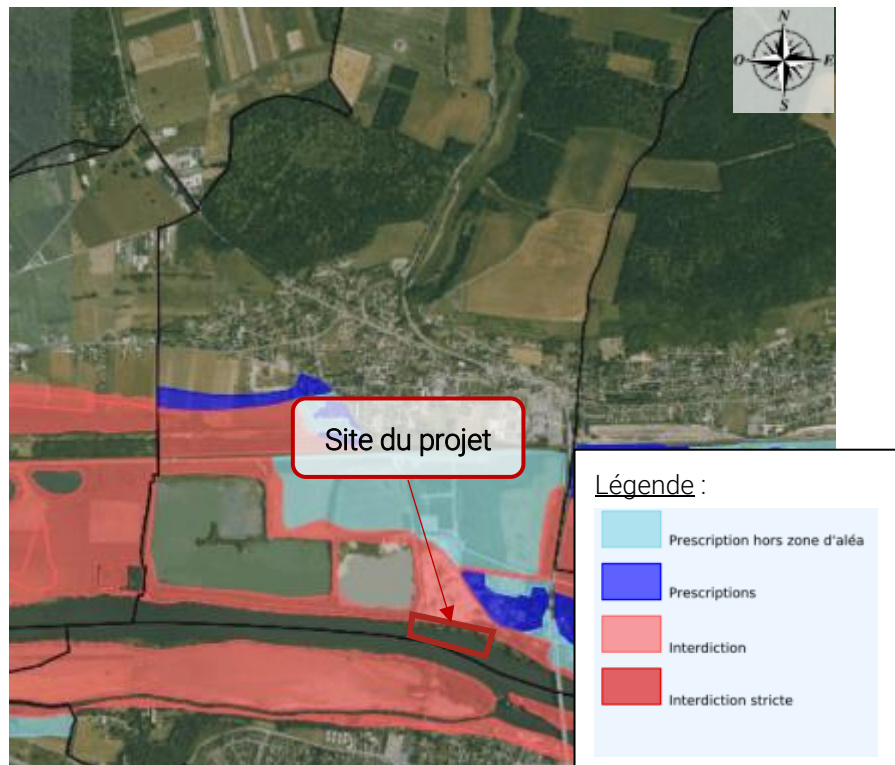 N
O
E
S
Site du projet
Légende :
Prescription hors zone d'aléa
Prescriptions
Interdiction
Interdiction stricte